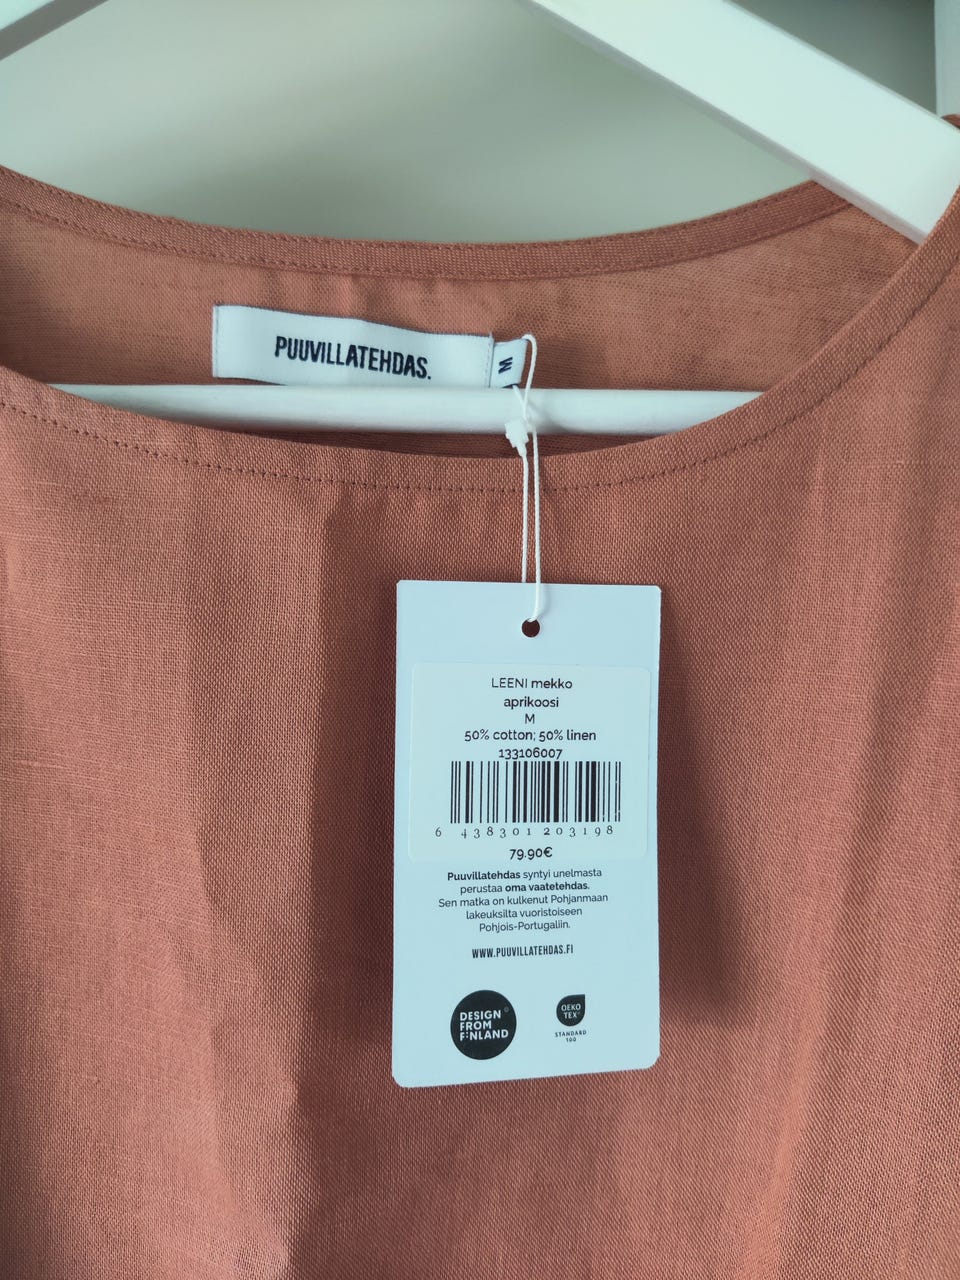 PUUVILLATEHDAS.
M
LEENI mekko
aprikoosi
M
50% cotton; 50% linen
133106007
6 438301 203198
79.90€
Puuvillatehdas syntyi unelmasta
perustaa oma vaatetehdas.
Sen matka on kulkenut Pohjanmaan
lakeuksilta vuoristoiseen
Pohjois-Portugaliin.
WWW.PUUVILLATEHDAS.FI
DESIGN
FROM
FINLAND
OEKO
TEX®
STANDARD
100